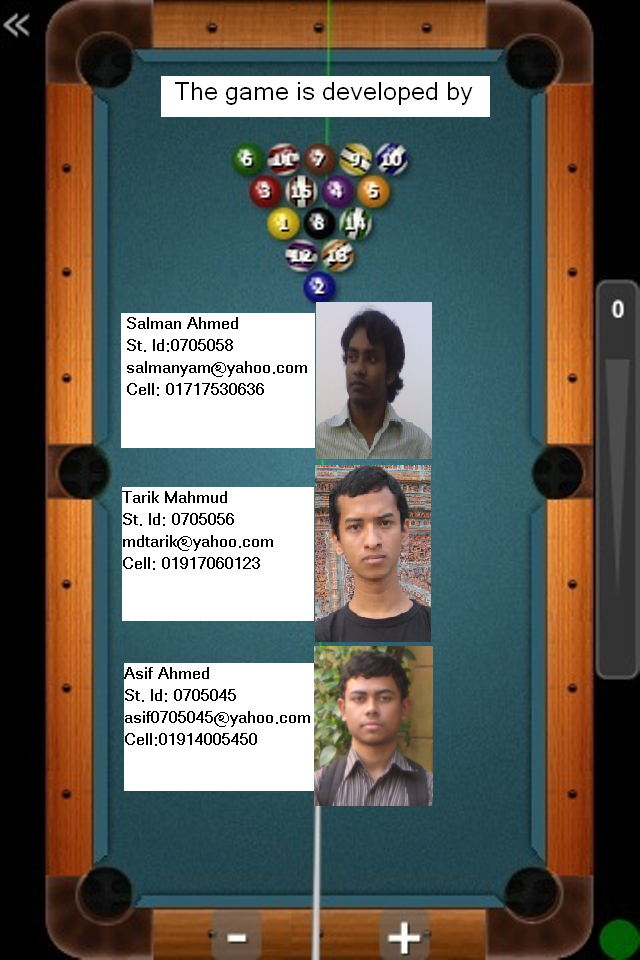 The game is developed by
6 11 7 9 10
3 15 4 5
1 8 14
12 13
2
0
Salman Ahmed
St. Id:0705058
salmanyam@yahoo.com
Cell: 01717530636
Tarik Mahmud
St. Id: 0705056
mdtarik@yahoo.com
Cell: 01917060123
Asif Ahmed
St. Id: 0705045
asif0705045@yahoo.com
Cell:01914005450
- +